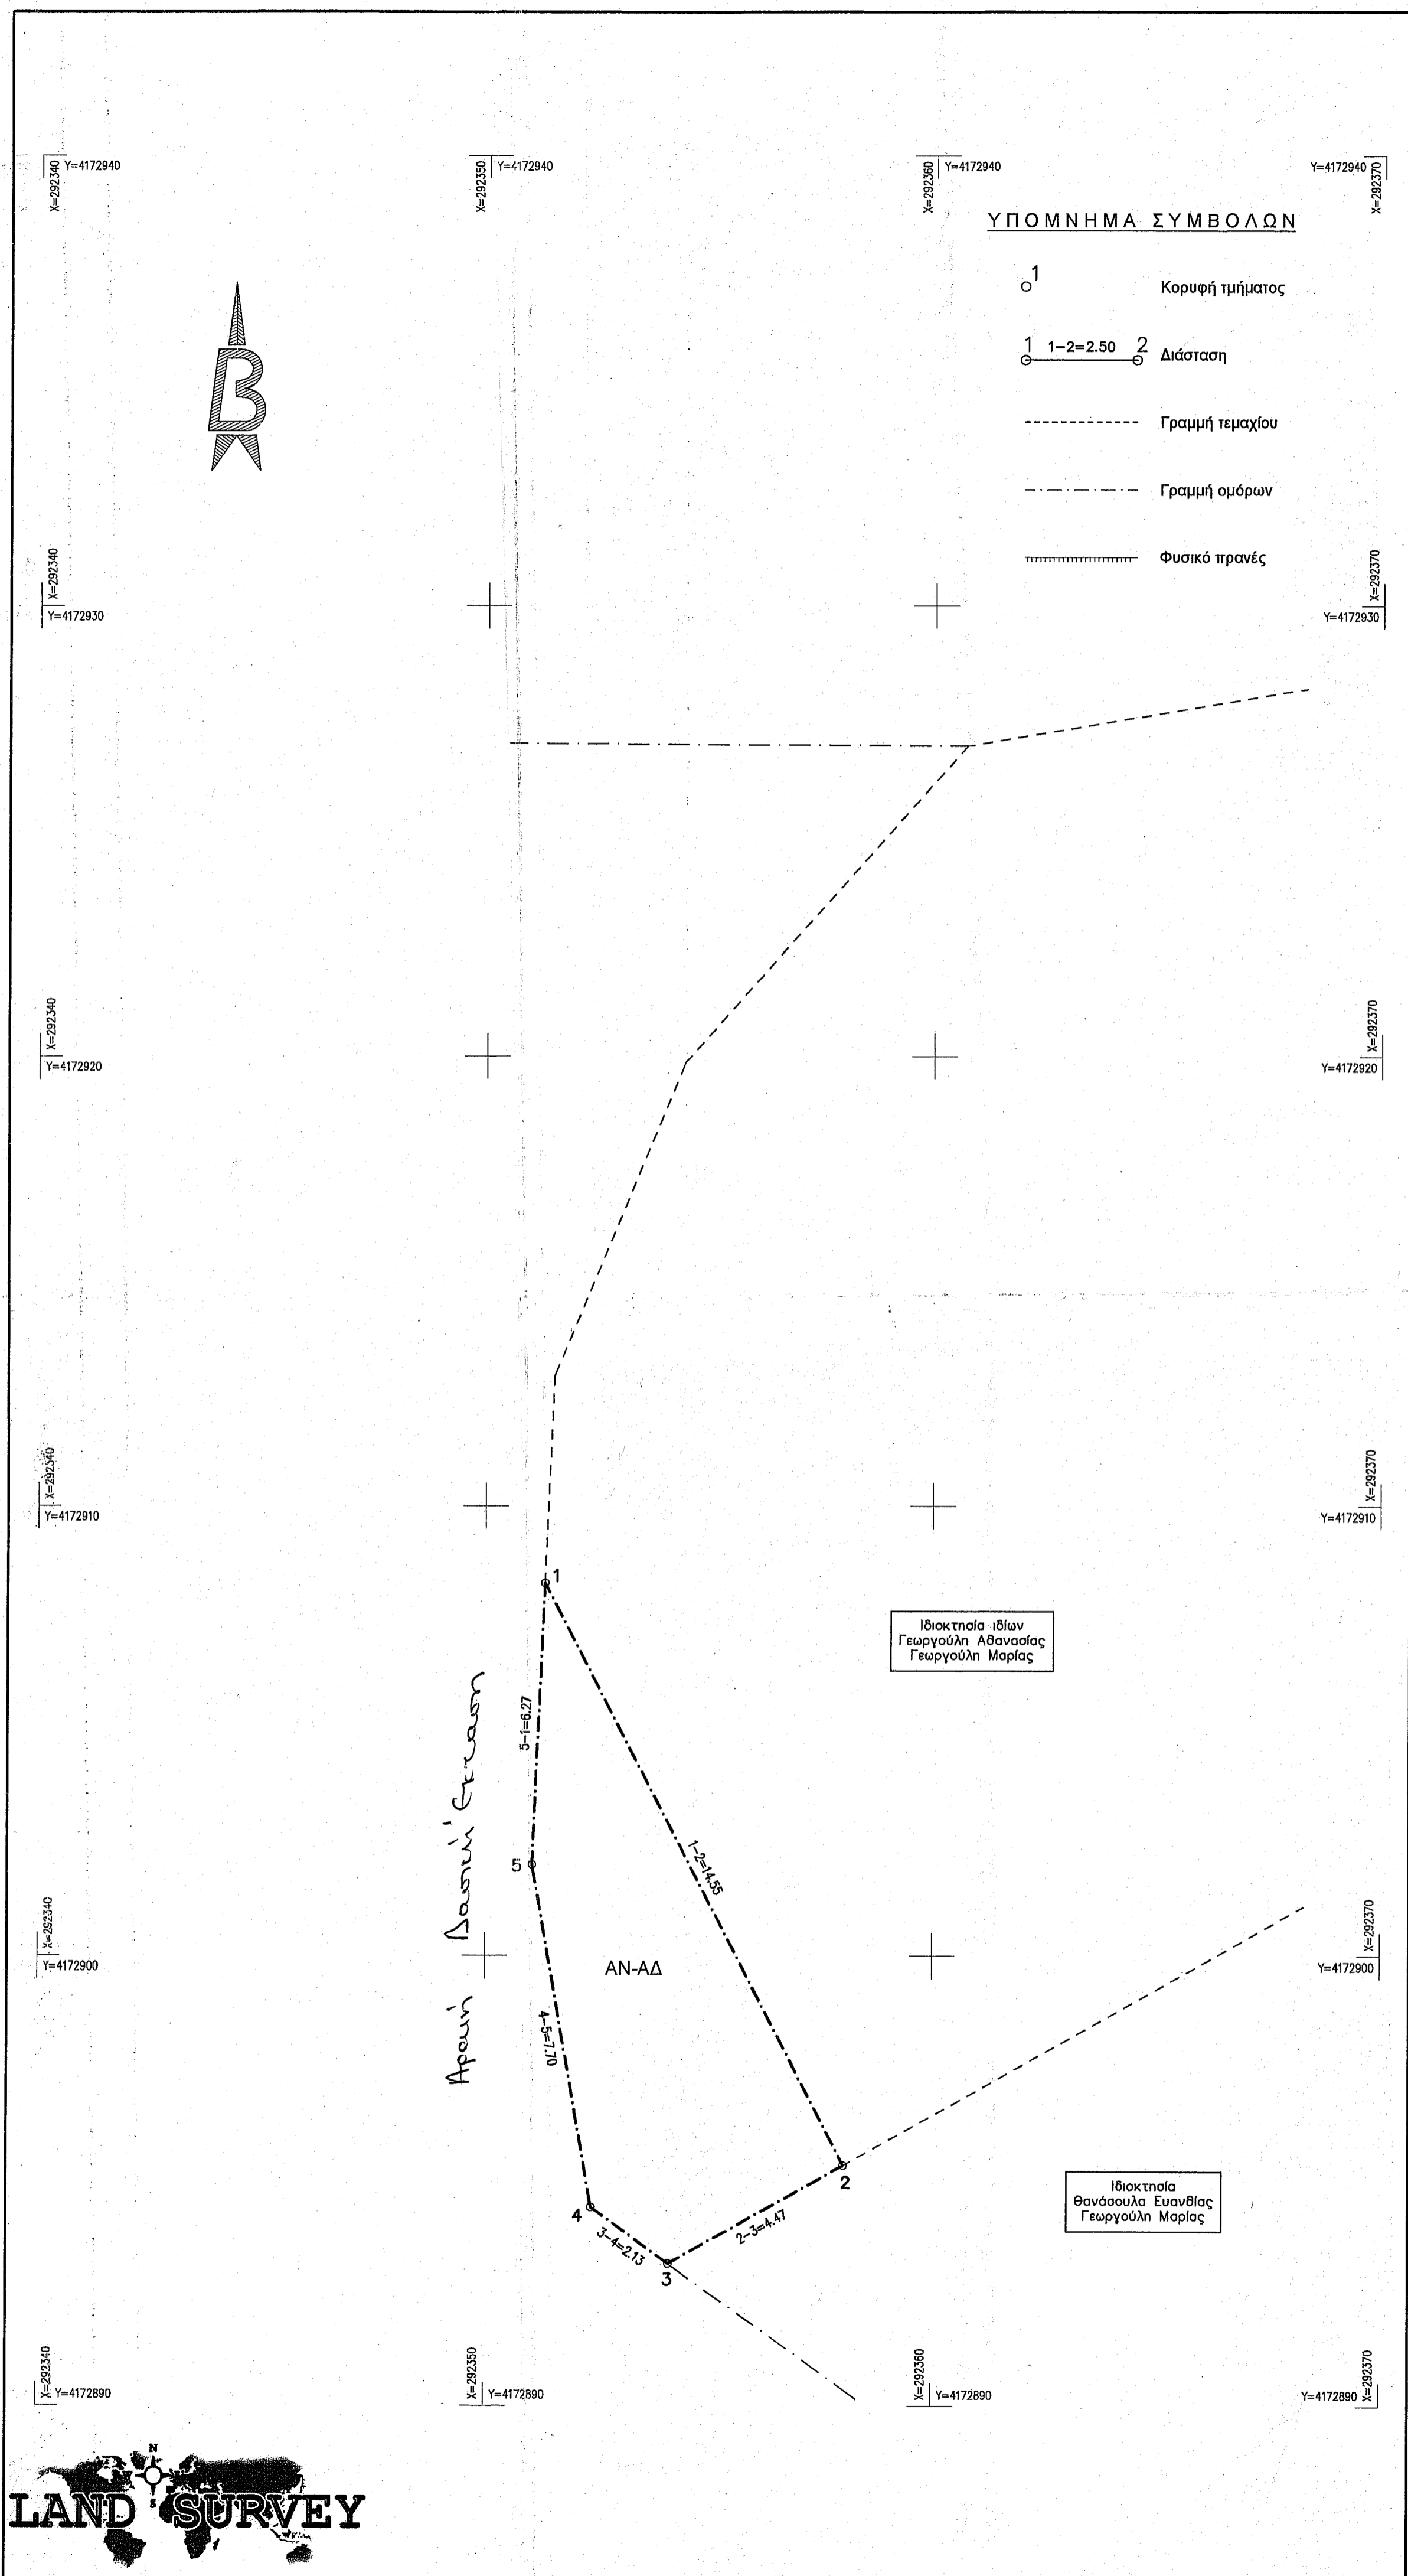 X=292340 Y=4172940
X=292350 Y=4172940
X=292360 Y=4172940
Y=4172940 X=292370
ΥΠΟΜΝΗΜΑ ΣΥΜΒΟΛΩΝ
1
Κορυφή τμήματος
1 1-2=2.50 2
Διάσταση
Γραμμή τεμαχίου
Γραμμή ομόρων
Φυσικό πρανές
B
X=292340
Y=4172930
X=292370
Y=4172930
X=292340
Y=4172920
X=292370
Y=4172920
X=292340
Y=4172910
X=292370
Y=4172910
1
Ιδιοκτησία ιδίων
Γεωργούλη Αθανασίας
Γεωργούλη Μαρίας
5-1=6.27
Δασική Έκταση
1-2=14.55
5
X=292340
Y=4172900
ΑΝ-ΑΔ
X=292370
Y=4172900
4-5=7.70
2
4
3-4=2.13
2-3=4.47
3
Ιδιοκτησία
Θανάσουλα Ευανθίας
Γεωργούλη Μαρίας
X=292340 Y=4172890
X=292350 Y=4172890
X=292360 Y=4172890
Y=4172890 X=292370
N
S
LAND SURVEY